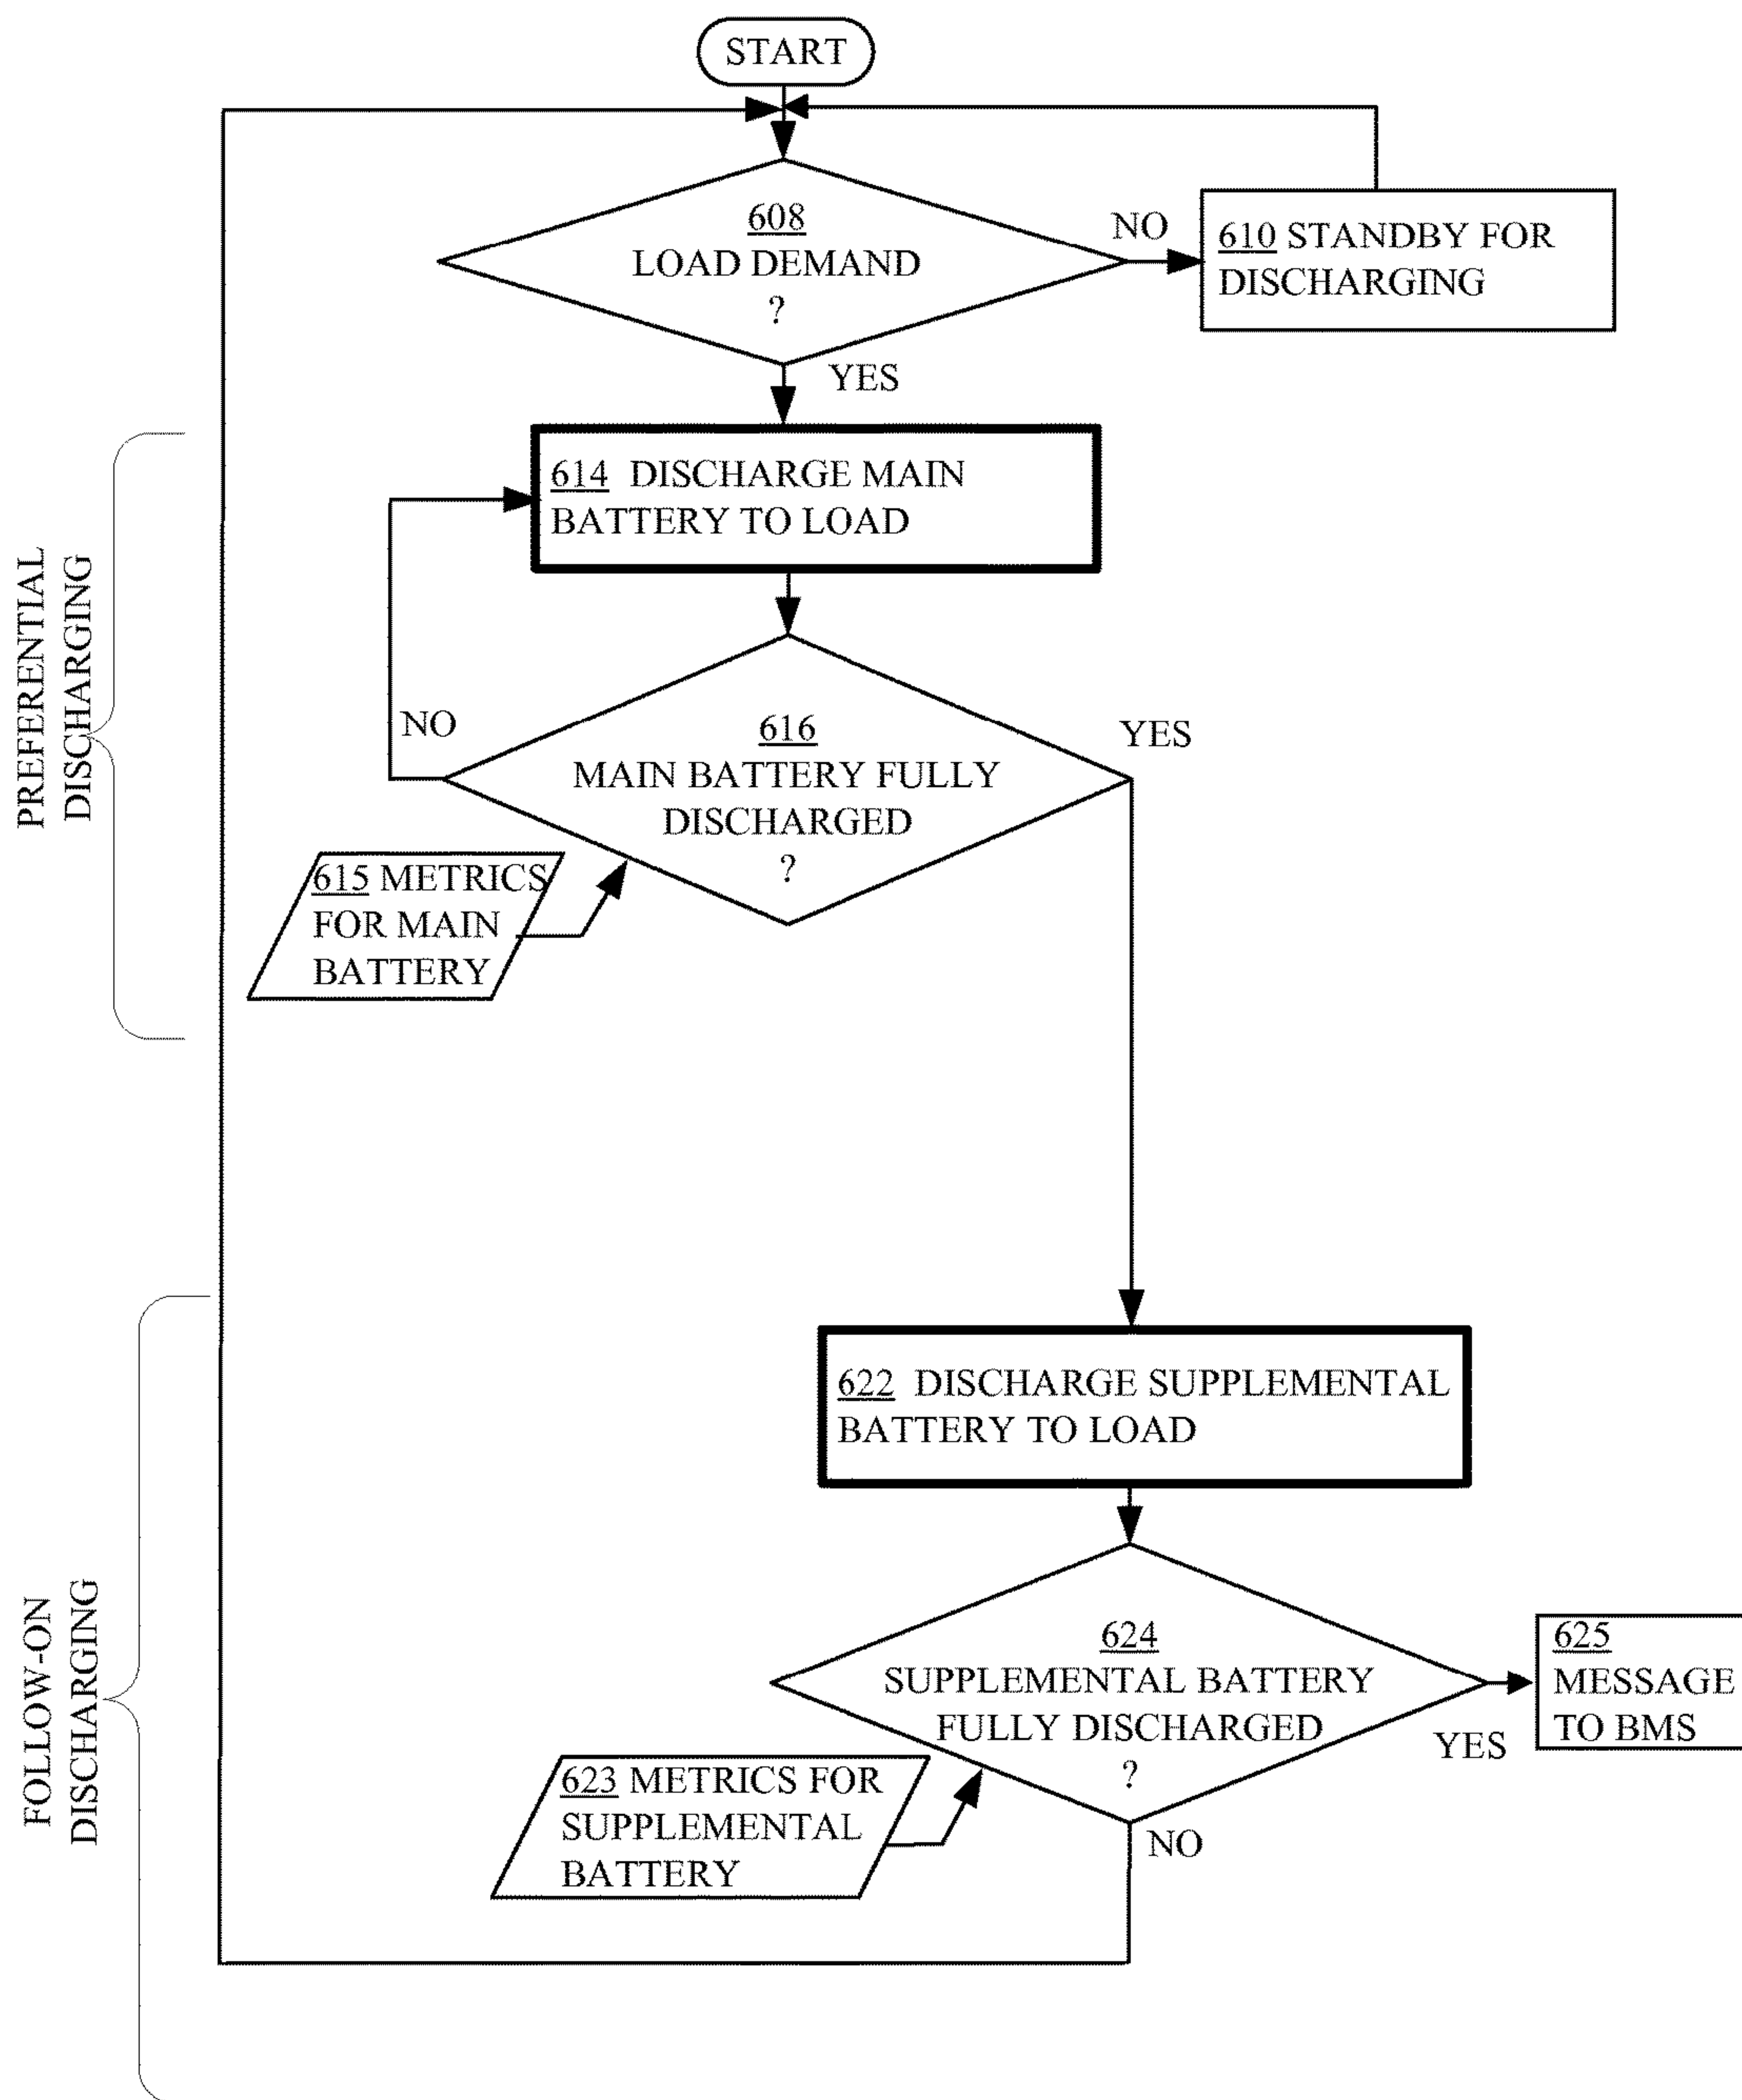 START
608
LOAD DEMAND
?
NO
610 STANDBY FOR
DISCHARGING
YES
PREFERENTIAL
DISCHARGING
614 DISCHARGE MAIN
BATTERY TO LOAD
NO
616
MAIN BATTERY FULLY
DISCHARGED
?
YES
615 METRICS
FOR MAIN
BATTERY
FOLLOW-ON
DISCHARGING
622 DISCHARGE SUPPLEMENTAL
BATTERY TO LOAD
624
SUPPLEMENTAL BATTERY
FULLY DISCHARGED
?
YES
625
MESSAGE
TO BMS
623 METRICS FOR
SUPPLEMENTAL
BATTERY
NO